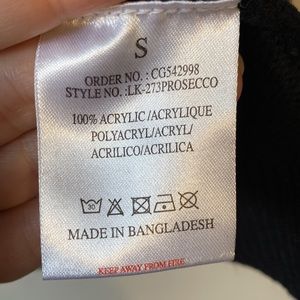 S
ORDER NO. : CG542998
STYLE NO. :LK-273PROSECCO
100% ACRYLIC /ACRYLIQUE
POLYACRYL/ACRYL/
ACRILICO/ACRILICA
30
MADE IN BANGLADESH
KEEP AWAY FROM FIRE